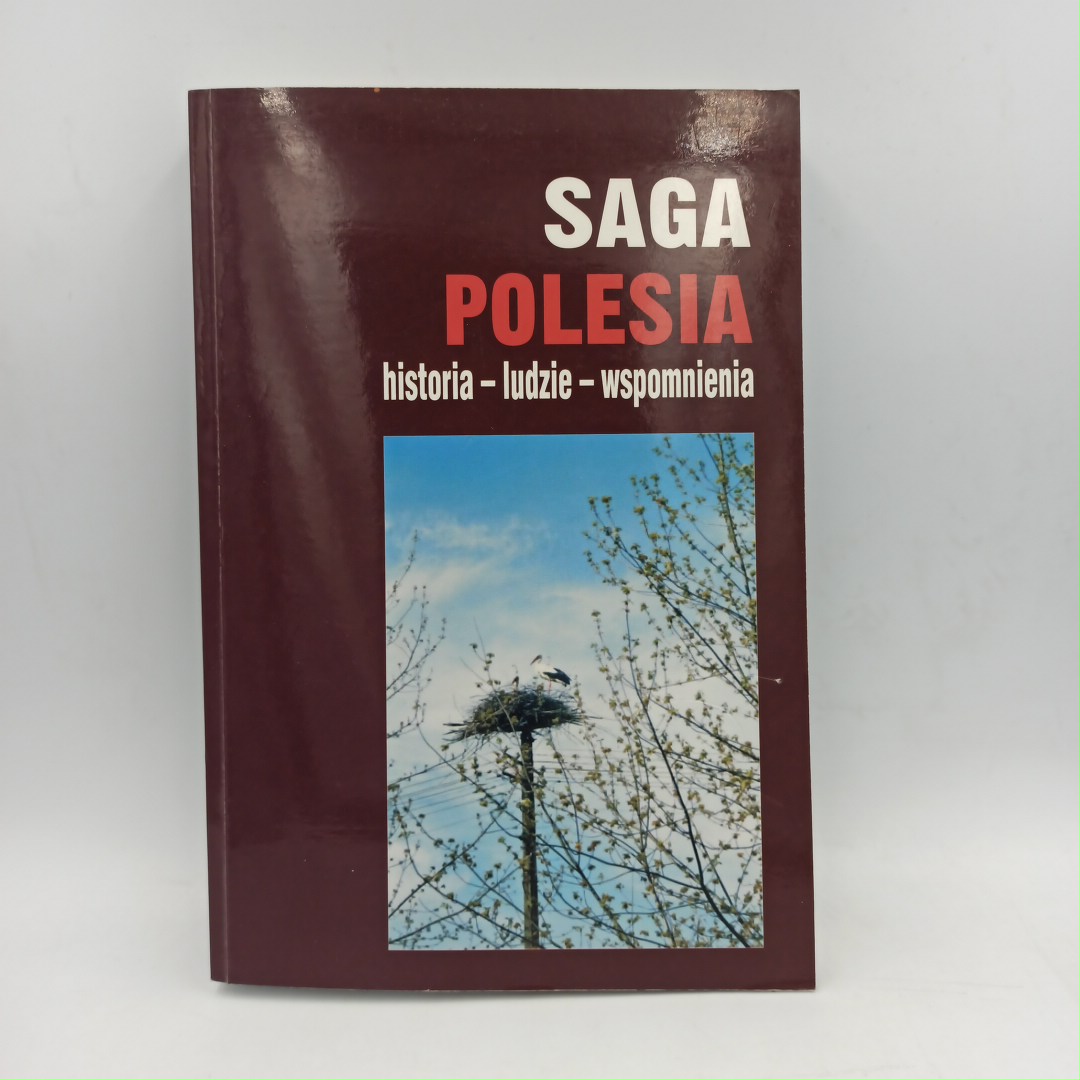 SAGA
POLESIA
historia – ludzie – wspomnienia